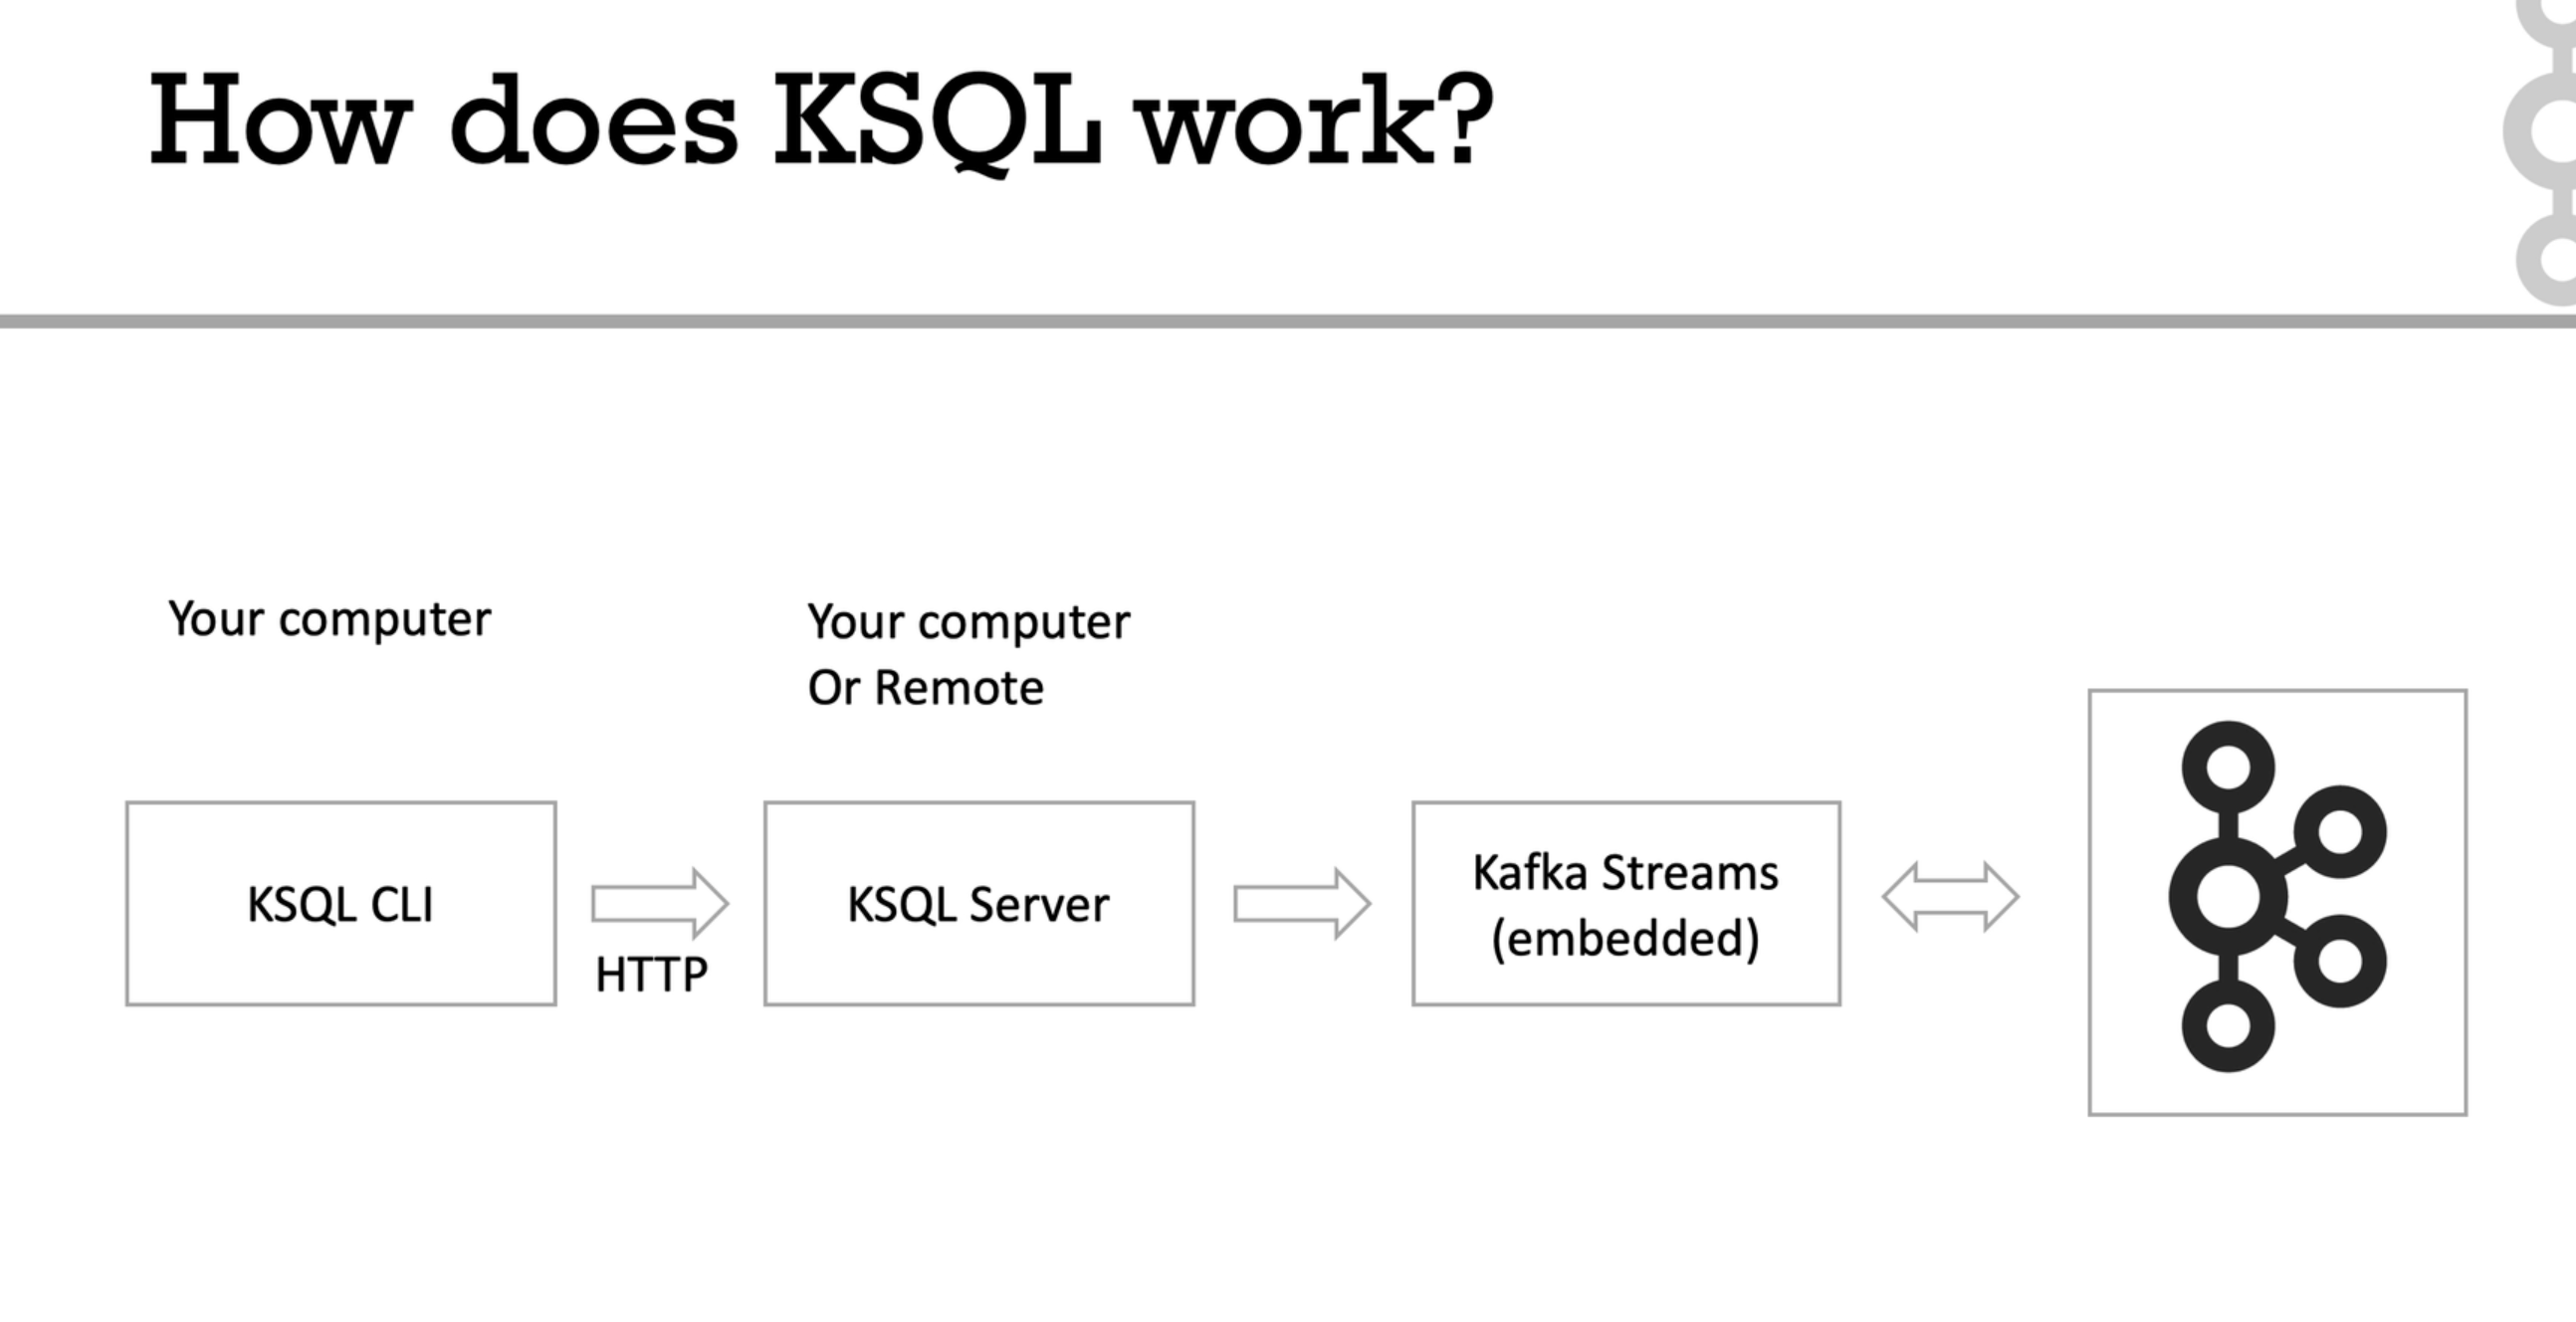 How does KSQL work?
Your computer
Your computer
Or Remote
KSQL CLI
HTTP
KSQL Server
Kafka Streams
(embedded)